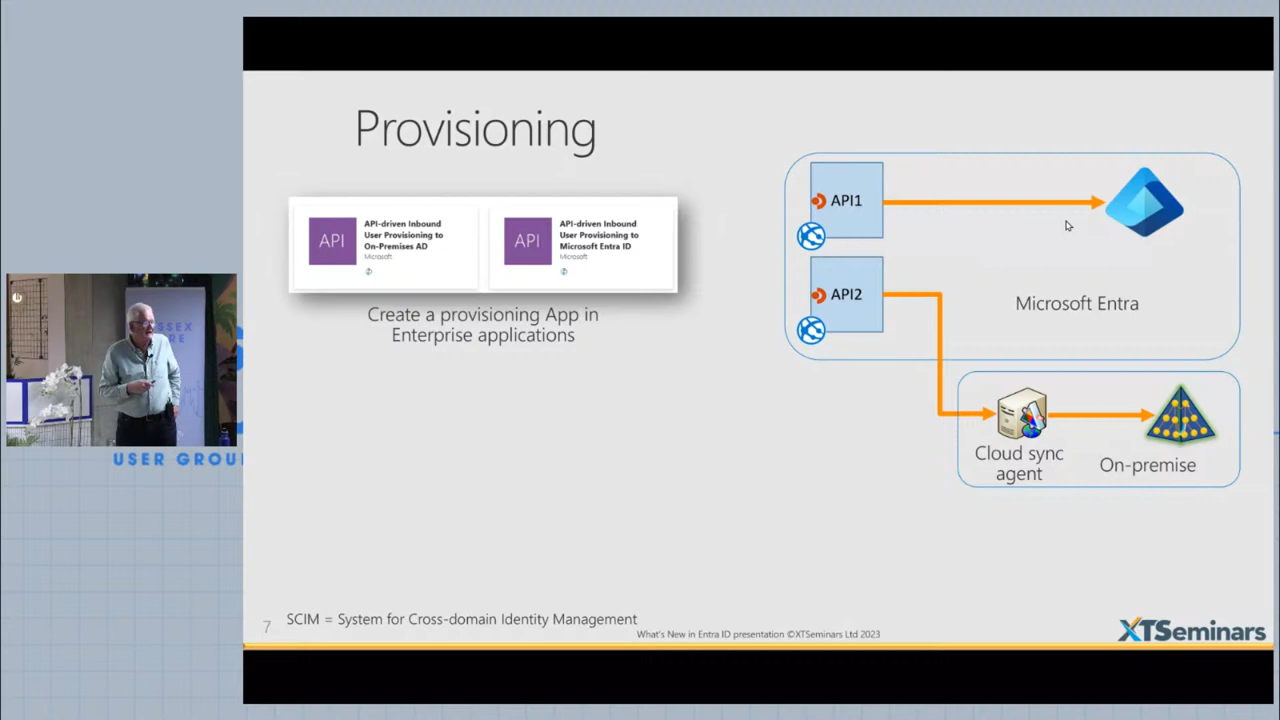 Provisioning
API
API-driven Inbound
User Provisioning to
On-Premises AD
Microsoft
API
API-driven Inbound
User Provisioning to
Microsoft Entra ID
Microsoft
Create a provisioning App in
Enterprise applications
API1
API2
Microsoft Entra
Cloud sync
agent
On-premise
SSEX
URE
USER GROU
7
SCIM = System for Cross-domain Identity Management
What's New in Entra ID presentation ©XTSeminars Ltd 2023
XTSeminars